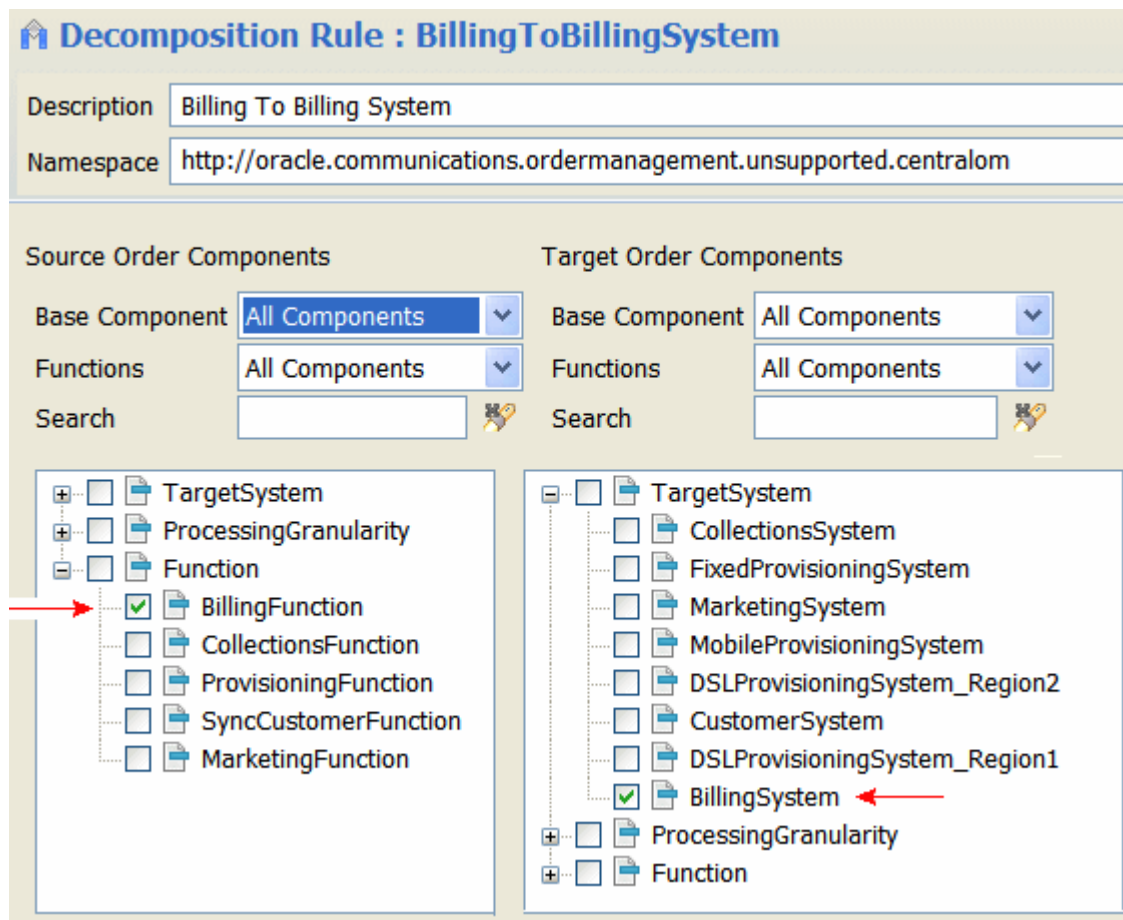 Decomposition Rule : BillingToBillingSystem
Description Billing To Billing System
Namespace http://oracle.communications.ordermanagement.unsupported.centralom
Source Order Components
Base Component All Components
Functions All Components
Search
TargetSystem
ProcessingGranularity
Function
BillingFunction
CollectionsFunction
ProvisioningFunction
SyncCustomerFunction
MarketingFunction
Target Order Components
Base Component All Components
Functions All Components
Search
TargetSystem
CollectionsSystem
FixedProvisioningSystem
MarketingSystem
MobileProvisioningSystem
DSLProvisioningSystem_Region2
CustomerSystem
DSLProvisioningSystem_Region1
BillingSystem
ProcessingGranularity
Function